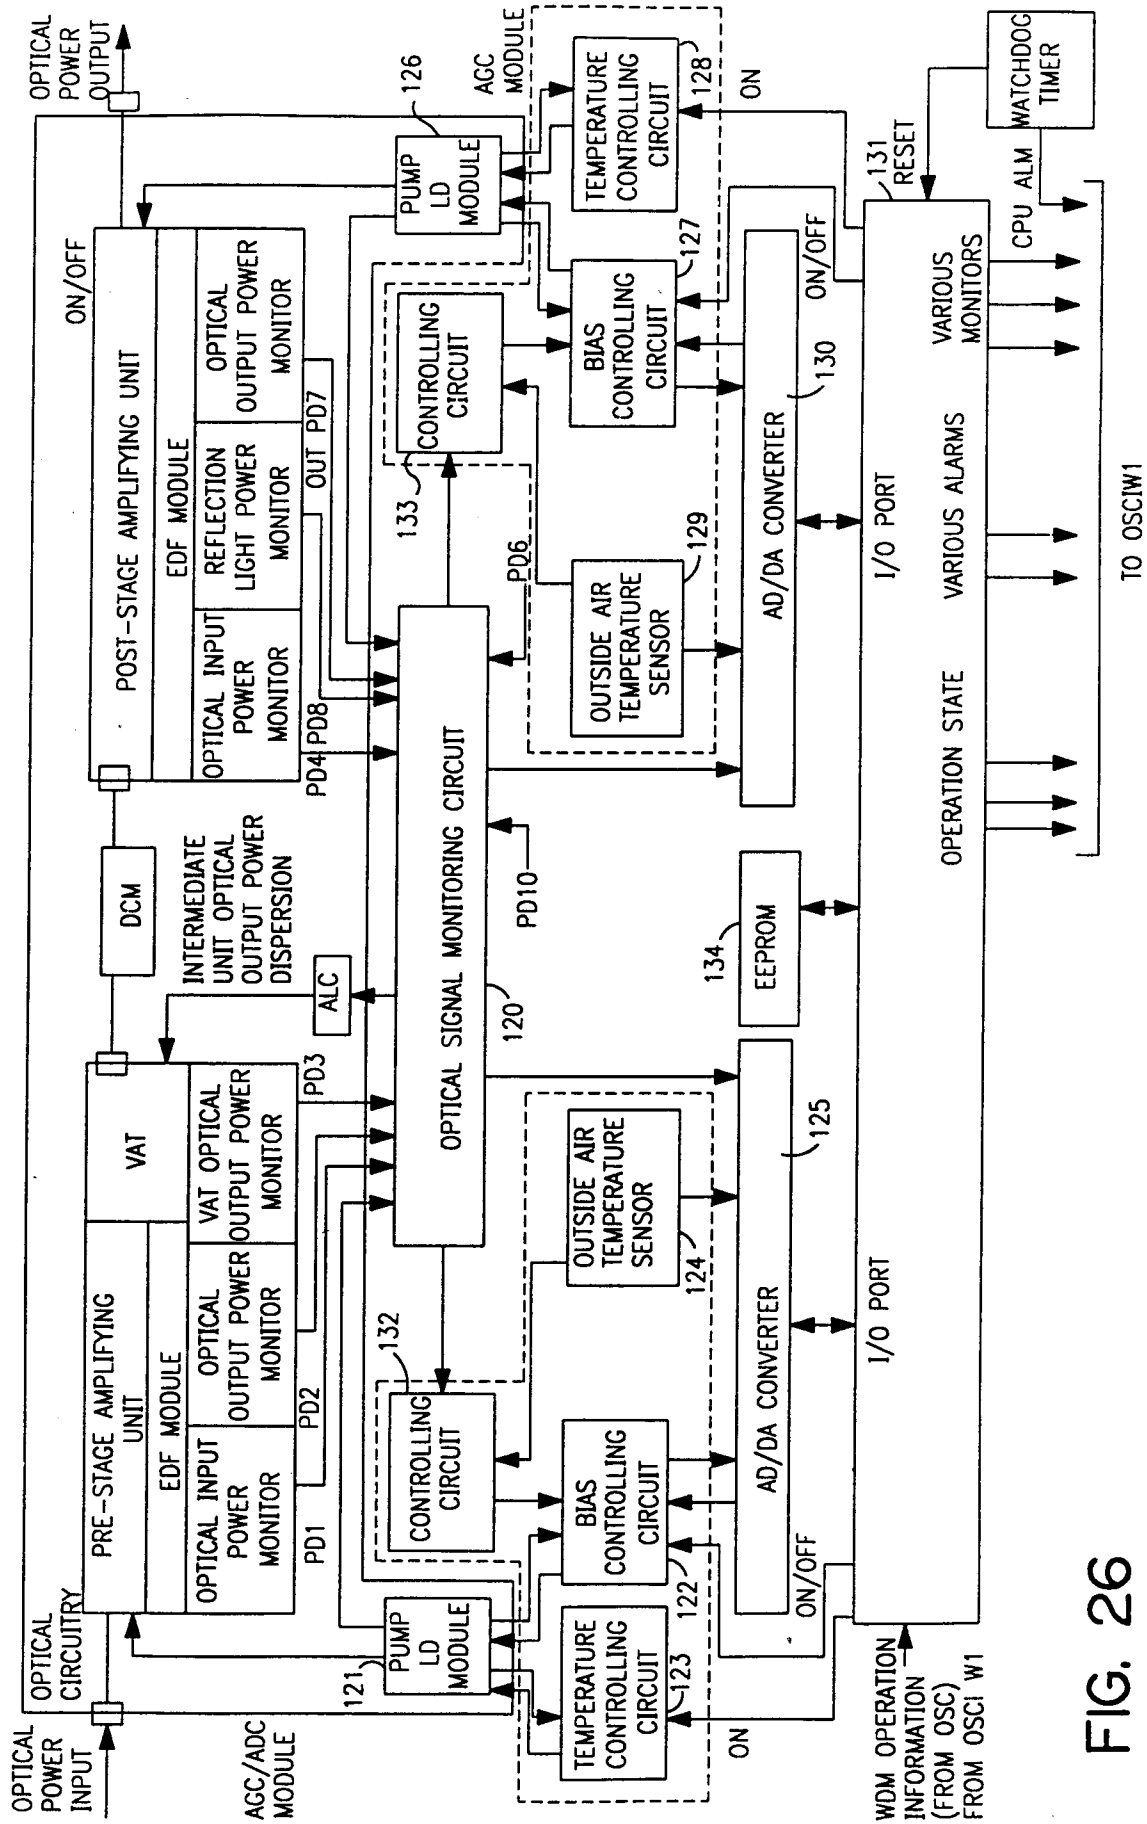 OPTICAL
POWER
INPUT
OPTICAL
CIRCUITRY
PRE-STAGE AMPLIFYING
UNIT
VAT
EDF MODULE
OPTICAL INPUT
POWER
MONITOR
OPTICAL
OUTPUT POWER
MONITOR
VAT OPTICAL
OUTPUT POWER
MONITOR
PD1
PD2
PD3
DCM
INTERMEDIATE
UNIT OPTICAL
OUTPUT POWER
DISPERSION
ALC
ON/OFF
POST-STAGE AMPLIFYING UNIT
EDF MODULE
OPTICAL INPUT
POWER
MONITOR
REFLECTION
LIGHT POWER
MONITOR
OPTICAL
OUTPUT POWER
MONITOR
PD4
PD8
OUT PD7
OPTICAL
POWER
OUTPUT
AGC/ADC
MODULE
121
PUMP
LD
MODULE
132
CONTROLLING
CIRCUIT
OPTICAL SIGNAL MONITORING CIRCUIT
120
PD10
PD6
133
CONTROLLING
CIRCUIT
PUMP
LD
MODULE
126
AGC
MODULE
TEMPERATURE
CONTROLLING
CIRCUIT
123
BIAS
CONTROLLING
CIRCUIT
122
OUTSIDE AIR
TEMPERATURE
SENSOR
124
OUTSIDE AIR
TEMPERATURE
SENSOR
129
BIAS
CONTROLLING
CIRCUIT
127
TEMPERATURE
CONTROLLING
CIRCUIT
128
ON
ON/OFF
AD/DA CONVERTER
125
134
EEPROM
AD/DA CONVERTER
130
ON/OFF
ON
I/O PORT
I/O PORT
131
RESET
WATCHDOG
TIMER
WDM OPERATION
INFORMATION
(FROM OSC)
FROM OSCI W1
OPERATION STATE
VARIOUS ALARMS
VARIOUS
MONITORS
CPU ALM
TO OSCIW1
FIG. 26